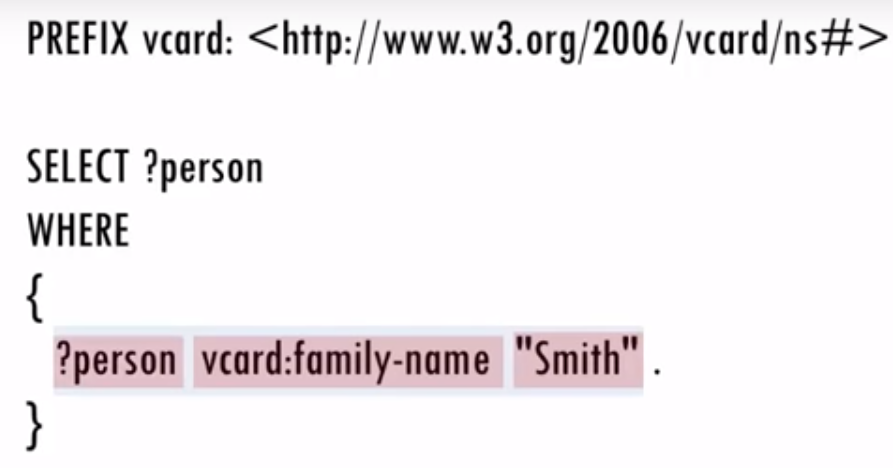 PREFIX vcard: <http://www.w3.org/2006/vcard/ns#>
SELECT ?person
WHERE
{
?person vcard:family-name "Smith" .
}